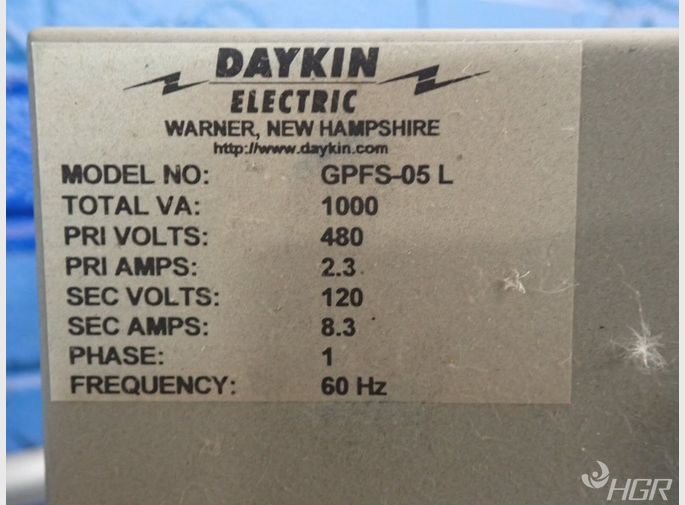 DAYKIN
ELECTRIC
WARNER, NEW HAMPSHIRE
http://www.daykin.com
MODEL NO: GPFS-05 L
TOTAL VA: 1000
PRI VOLTS: 480
PRI AMPS: 2.3
SEC VOLTS: 120
SEC AMPS: 8.3
PHASE: 1
FREQUENCY: 60 Hz
HGR